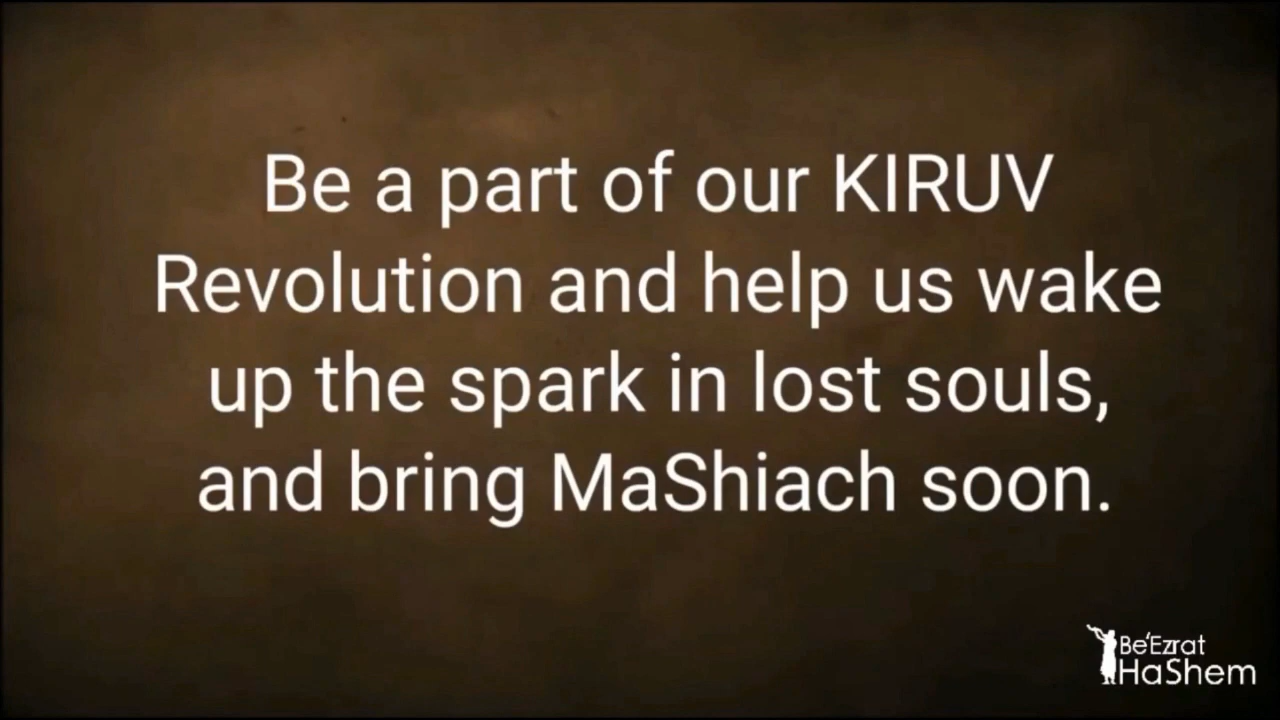 Be a part of our KIRUV
Revolution and help us wake
up the spark in lost souls,
and bring MaShiach soon.
Be'Ezrat
HaShem